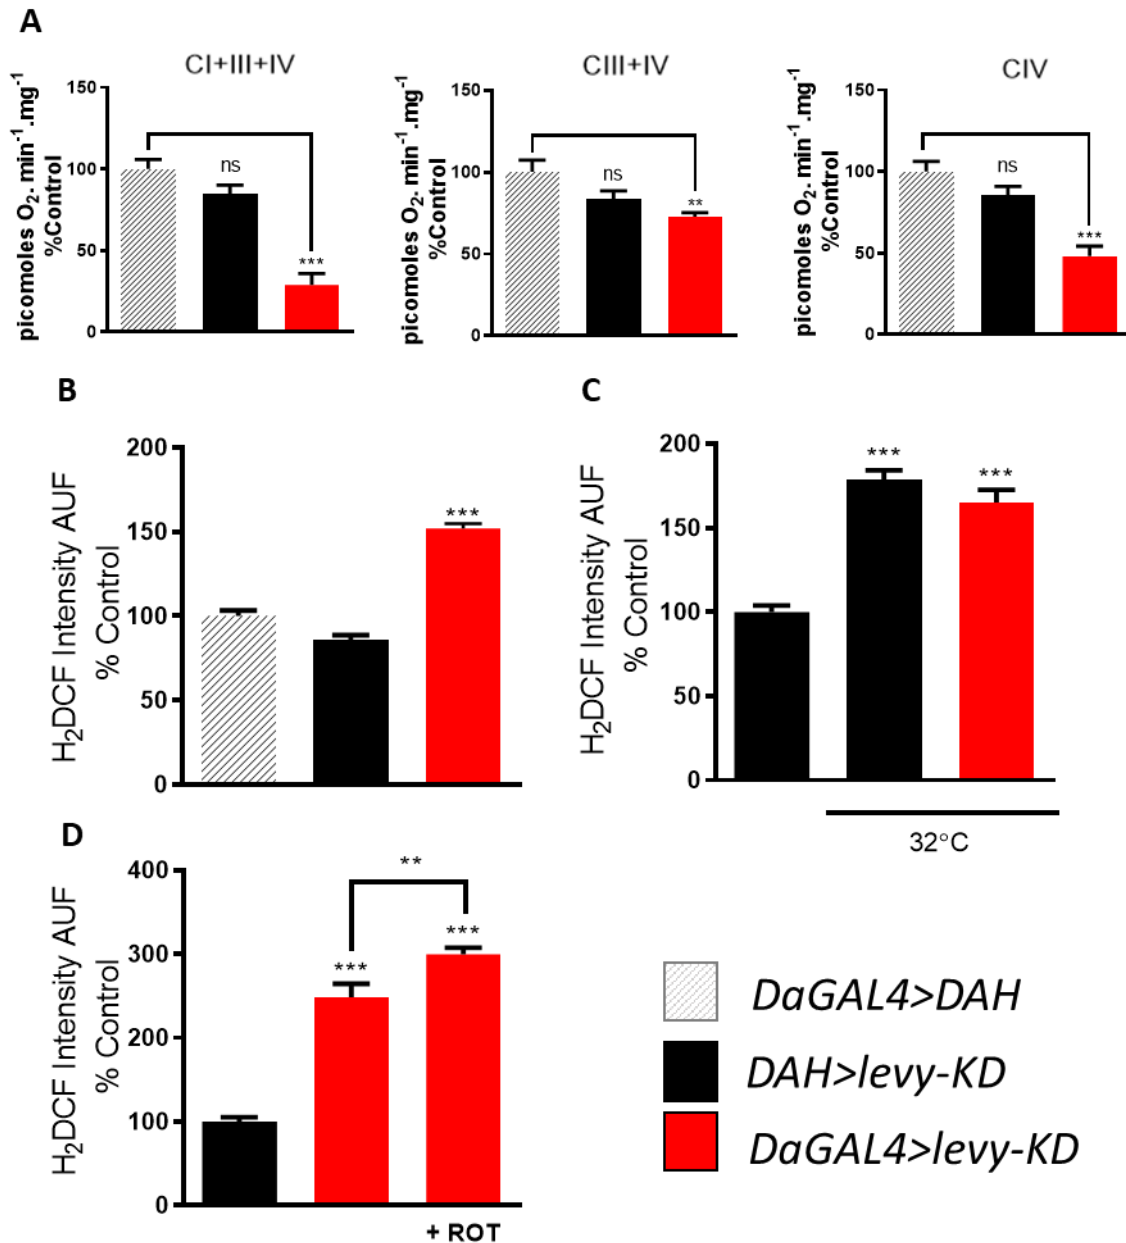 A
CI+III+IV
picomoles O₂. min⁻¹.mg⁻¹
%Control
150
100
50
0
ns
***
CIII+IV
picomoles O₂. min⁻¹.mg⁻¹
%Control
150
100
50
0
ns
**
CIV
picomoles O₂. min⁻¹.mg⁻¹
%Control
150
100
50
0
ns
***
B
H₂DCF Intensity AUF
% Control
200
150
100
50
0
***
C
H₂DCF Intensity AUF
% Control
200
150
100
50
0
***
***
32°C
D
H₂DCF Intensity AUF
% Control
400
300
200
100
0
**
***
***
+ ROT
DaGAL4>DAH
DAH>levy-KD
DaGAL4>levy-KD